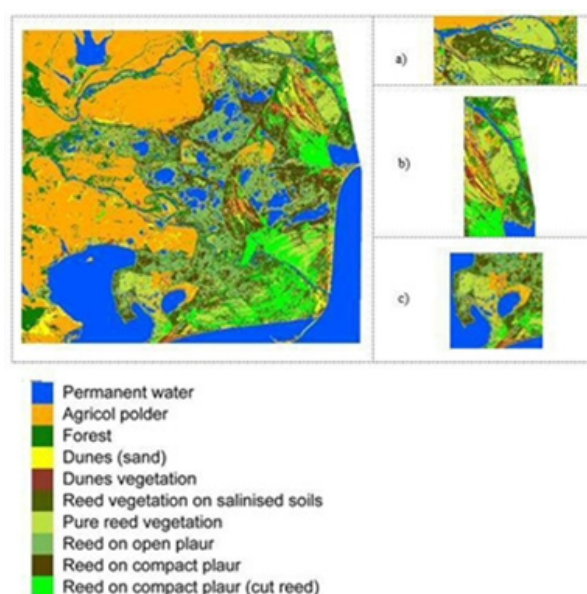 a)
b)
c)
Permanent water
Agricol polder
Forest
Dunes (sand)
Dunes vegetation
Reed vegetation on salinised soils
Pure reed vegetation
Reed on open plaur
Reed on compact plaur
Reed on compact plaur (cut reed)